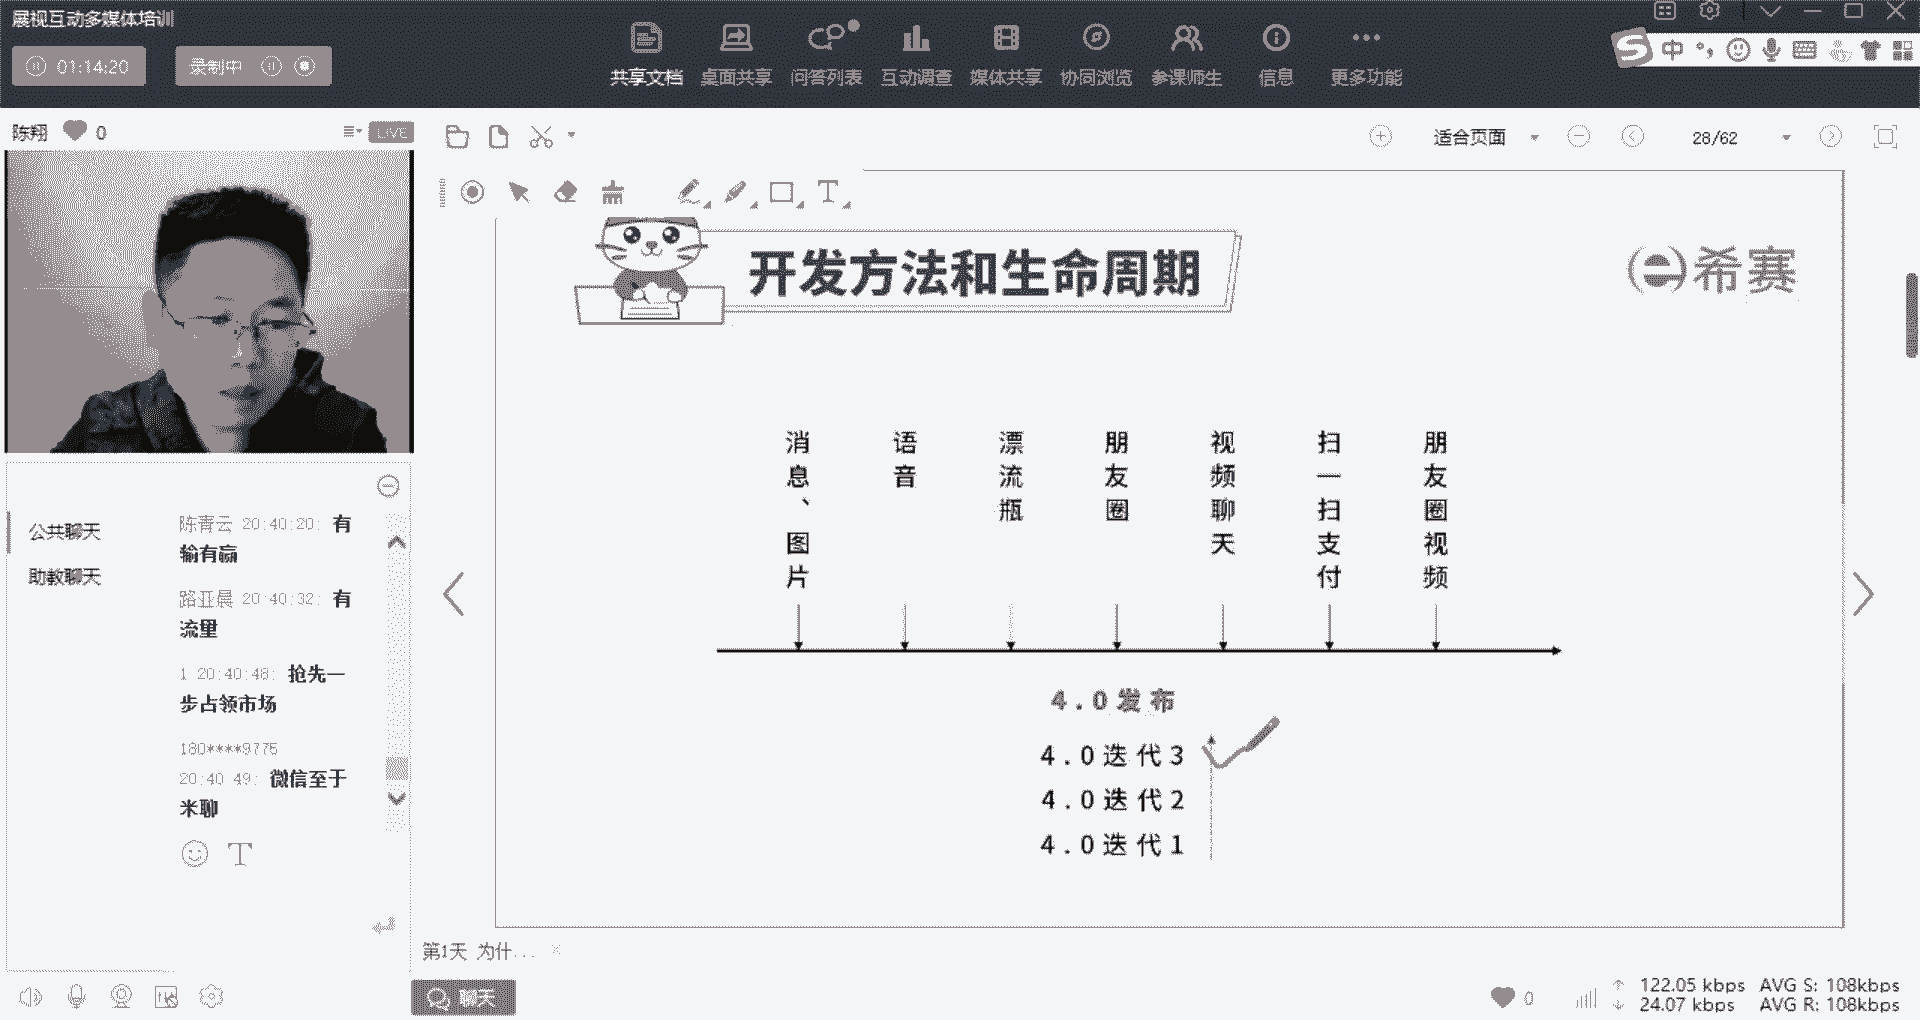 展视互动多媒体培训
01:14:20
录制中
共享文档 桌面共享 问答列表 互动调查 媒体共享 协同浏览 参课师生 信息 更多功能
中
陈翔 0
LIVE
适合页面
28/62
开发方法和生命周期
希赛
消息、图片
语音
漂流瓶
朋友圈
视频聊天
扫一扫支付
朋友圈视频
4.0发布
4.0迭代3
4.0迭代2
4.0迭代1
公共聊天
助教聊天
陈青云 20:40:20: 有
输有赢
路亚晨 20:40:32: 有
流量
1 20:40:48: 抢先一
步占领市场
180****9775
20:40:49: 微信至于
米聊
第1天 为什...
聊天
0
122.05 kbps AVG S: 108kbps
24.07 kbps AVG R: 108kbps